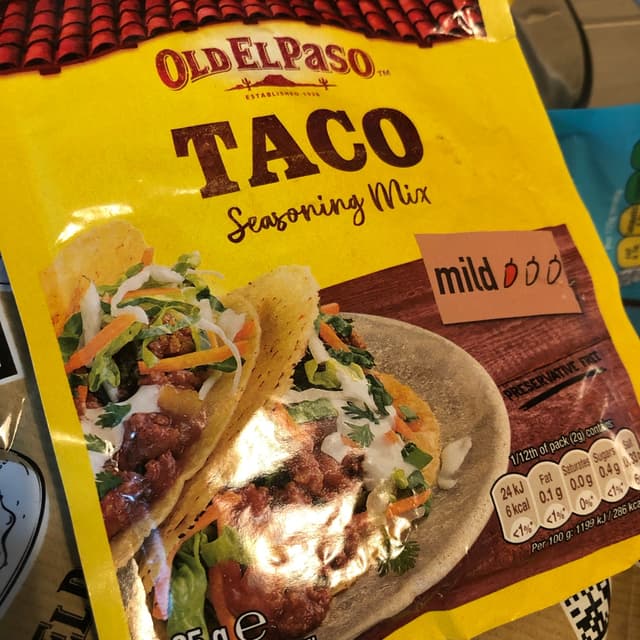 OLD EL PASO™
ESTABLISHED 1938
TACO
Seasoning Mix
mild
PRESERVATIVE FREE
1/12th of pack (2g) contains
24 kJ
6 kcal
<1%
Fat
0.1 g
<1%
Saturates
0.0 g
0%
Sugars
0.4 g
<1%
Per 100 g: 1199 kJ / 286 kcal
25 g e